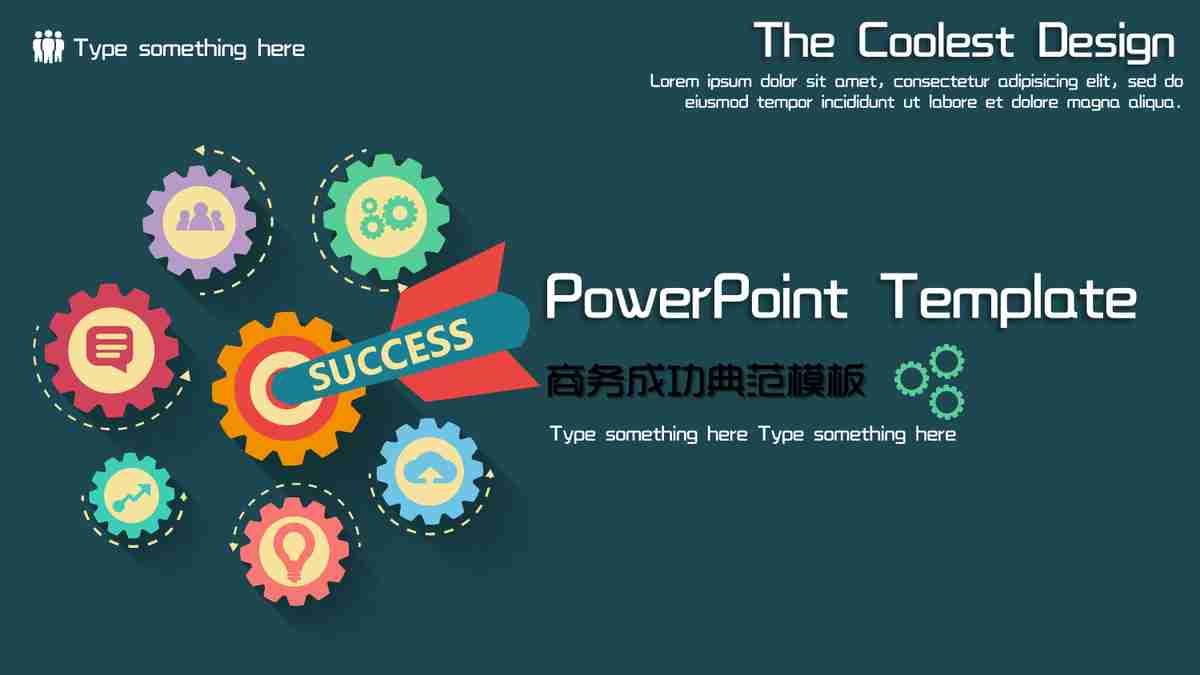 Type something here
The Coolest Design
Lorem ipsum dolor sit amet, consectetur adipisicing elit, sed do
eiusmod tempor incididunt ut labore et dolore magna aliqua.
SUCCESS
PowerPoint Template
商务成功典范模板
Type something here Type something here